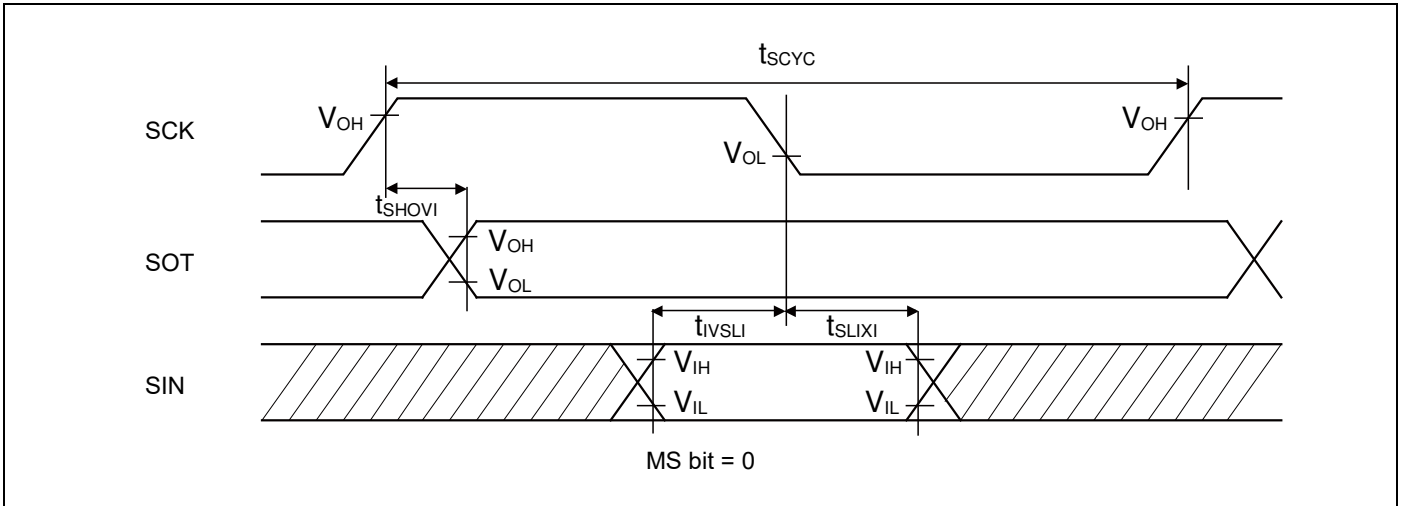 tSCYC
SCK
VOH
VOL
VOH
tSHOVI
SOT
VOH
VOL
tIVSLI
tSLIXI
SIN
VIH
VIH
VIL
VIL
MS bit = 0